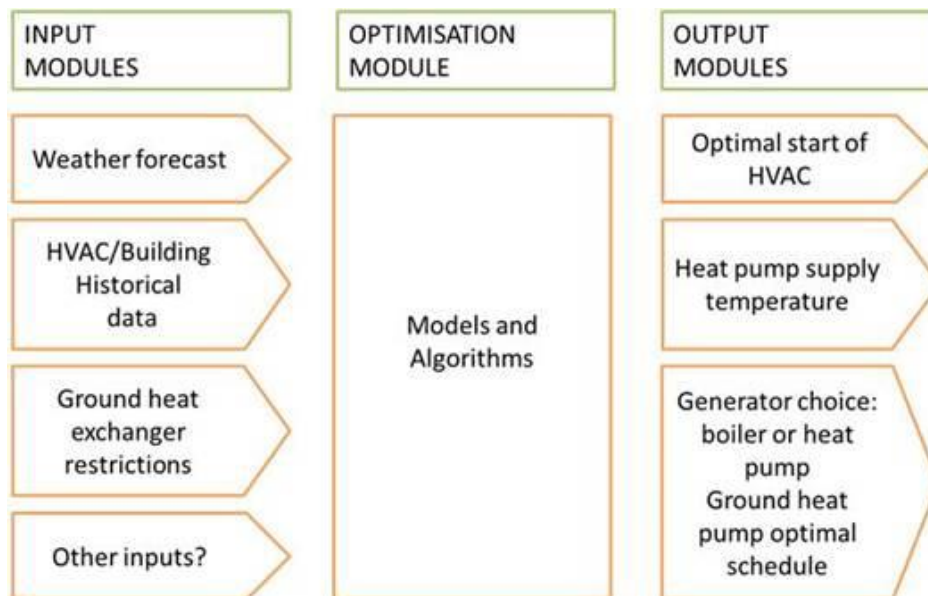 INPUT
MODULES
OPTIMISATION
MODULE
OUTPUT
MODULES
Weather forecast
HVAC/Building
Historical
data
Ground heat
exchanger
restrictions
Other inputs?
Models and
Algorithms
Optimal start of
HVAC
Heat pump supply
temperature
Generator choice:
boiler or heat
pump
Ground heat
pump optimal
schedule